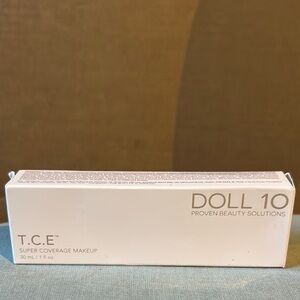 DOLL 10
PROVEN BEAUTY SOLUTIONS
T.C.E™
SUPER COVERAGE MAKEUP
30 mL / 1 fl oz